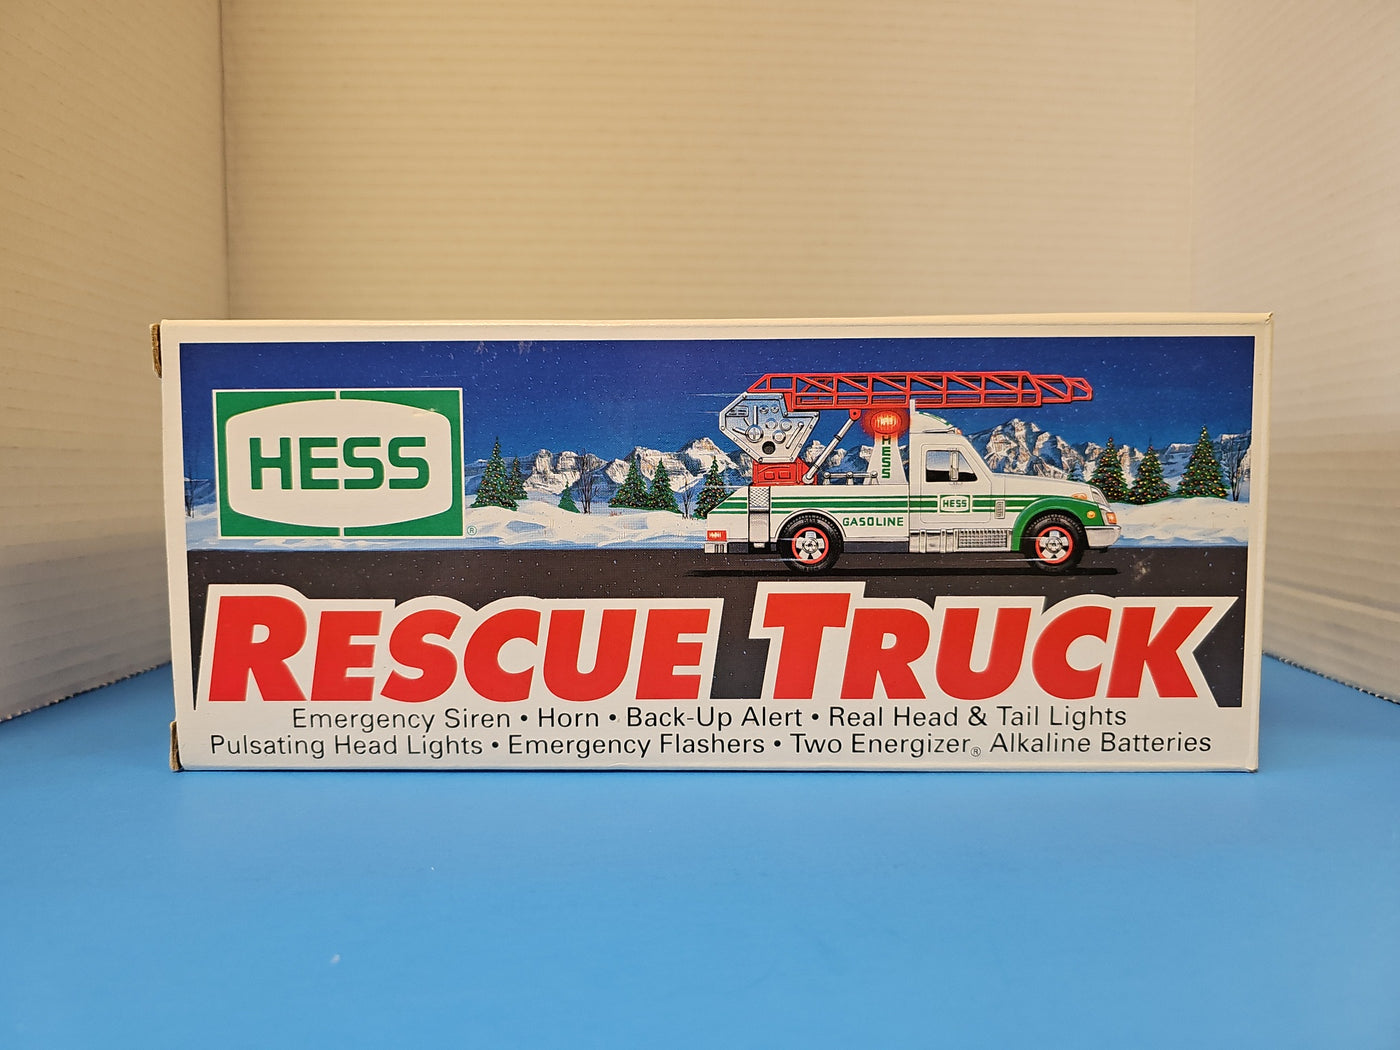 HESS
®
HESS
HESS
GASOLINE
RESCUE TRUCK
Emergency Siren • Horn • Back-Up Alert • Real Head & Tail Lights
Pulsating Head Lights • Emergency Flashers • Two Energizer® Alkaline Batteries